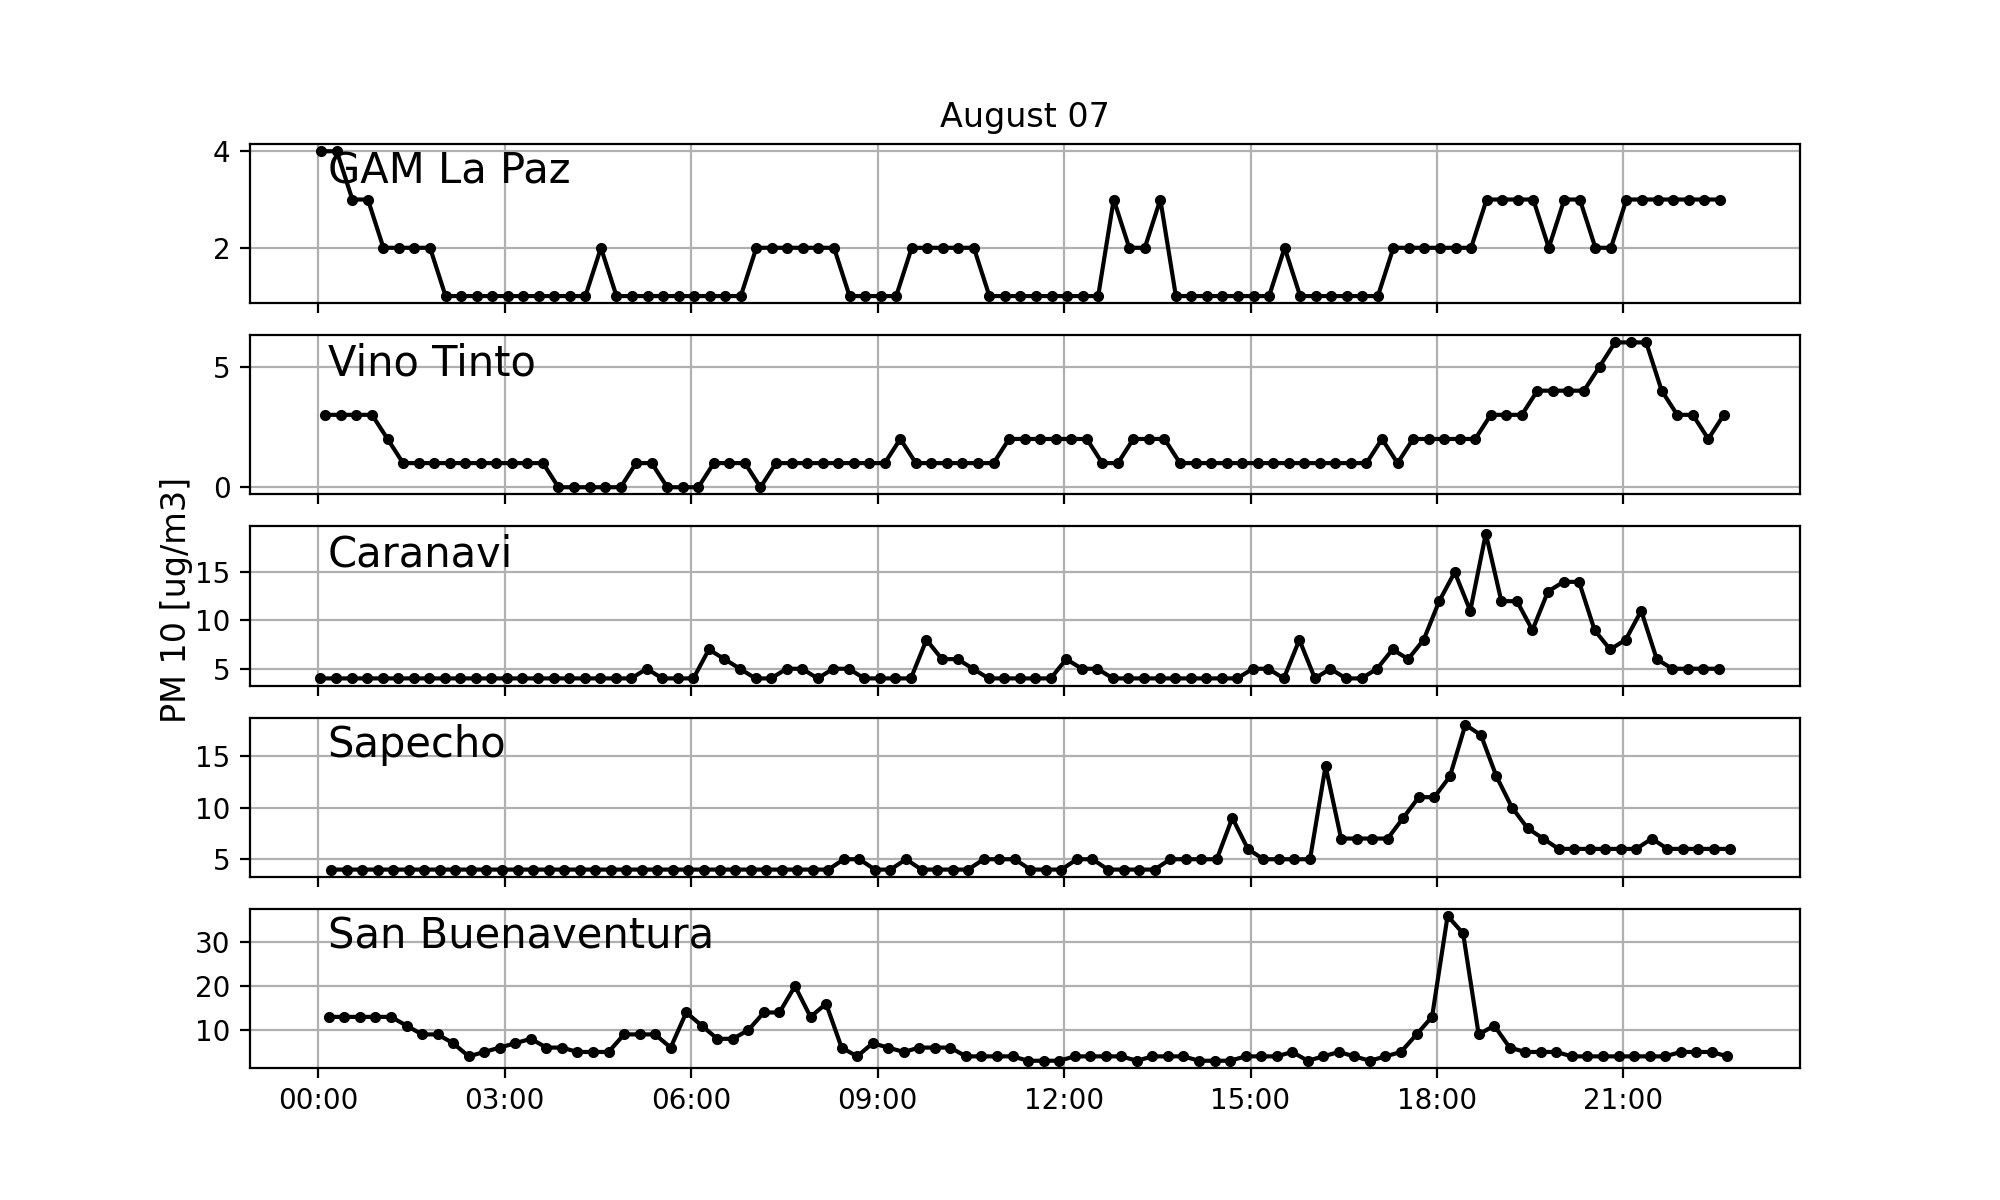 August 07
PM 10 [ug/m3]
GAM La Paz
4
2
Vino Tinto
5
0
Caranavi
15
10
5
Sapecho
15
10
5
San Buenaventura
30
20
10
00:00 03:00 06:00 09:00 12:00 15:00 18:00 21:00